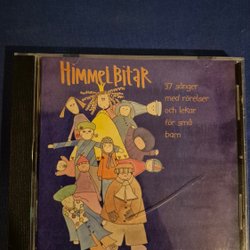 HIMMELBITAR
37 sånger
med rörelser
och lekar
för små
barn